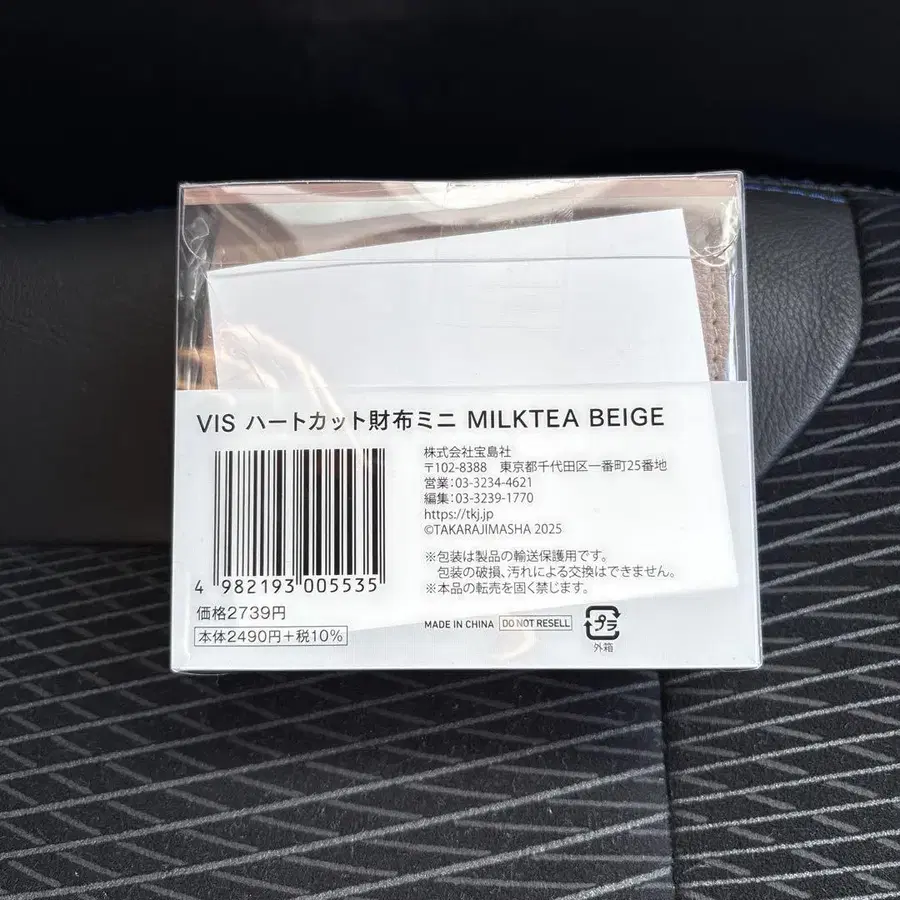 VIS ハートカット財布ミニ MILKTEA BEIGE
株式会社宝島社
〒102-8388 東京都千代田区一番町25番地
営業:03-3234-4621
編集:03-3239-1770
https://tkj.jp
©TAKARAJIMASHA 2025
※包装は製品の輸送保護用です。
包装の破損、汚れによる交換はできません。
※本品の転売を固く禁じます。
4 982193 005535
価格2739円
本体2490円+税10%
MADE IN CHINA DO NOT RESELL
プラ
外箱